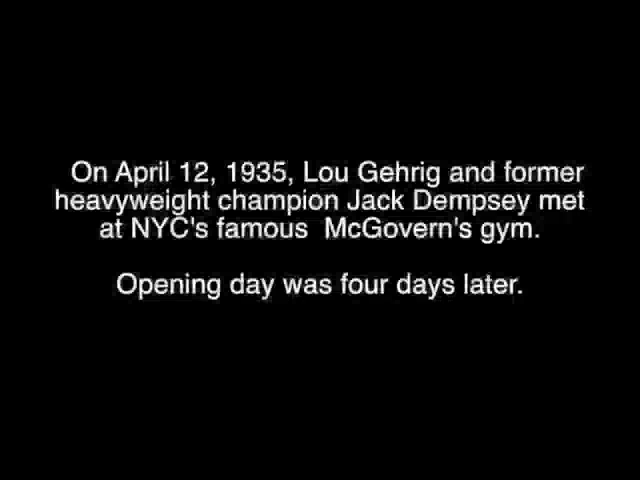 On April 12, 1935, Lou Gehrig and former
heavyweight champion Jack Dempsey met
at NYC's famous  McGovern's gym.
Opening day was four days later.